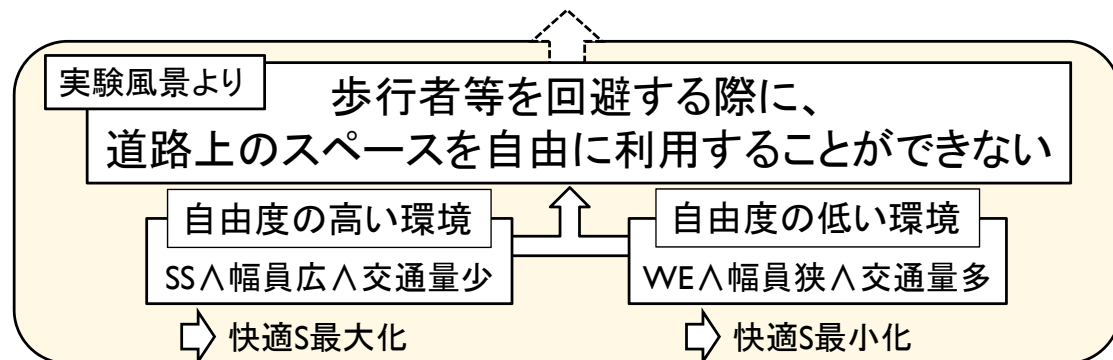 実験風景より
歩行者等を回避する際に、
道路上のスペースを自由に利用することができない
自由度の高い環境
SS∧幅員広∧交通量少
快適S最大化
自由度の低い環境
WE∧幅員狭∧交通量多
快適S最小化